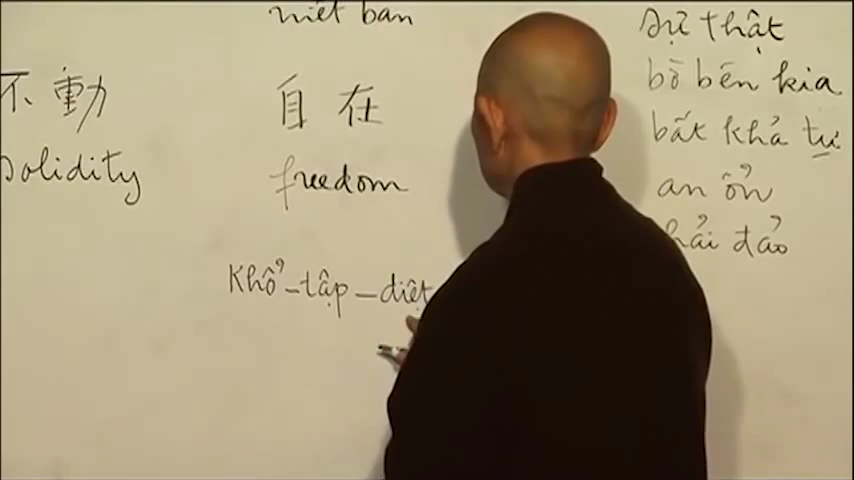 不動
solidity
niết bàn
自在
freedom
Khổ - tập - diệt
sự thật
bờ bên kia
bất khả tư
an ổn
hải đảo